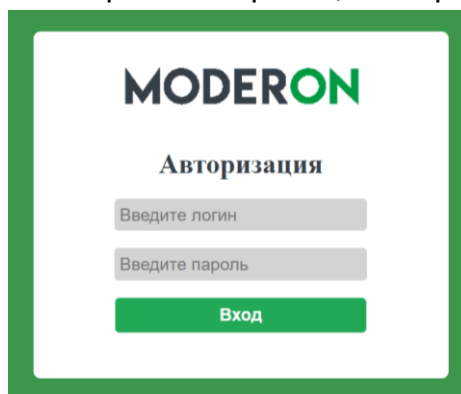 MODERON
Авторизация
Введите логин
Введите пароль
Вход